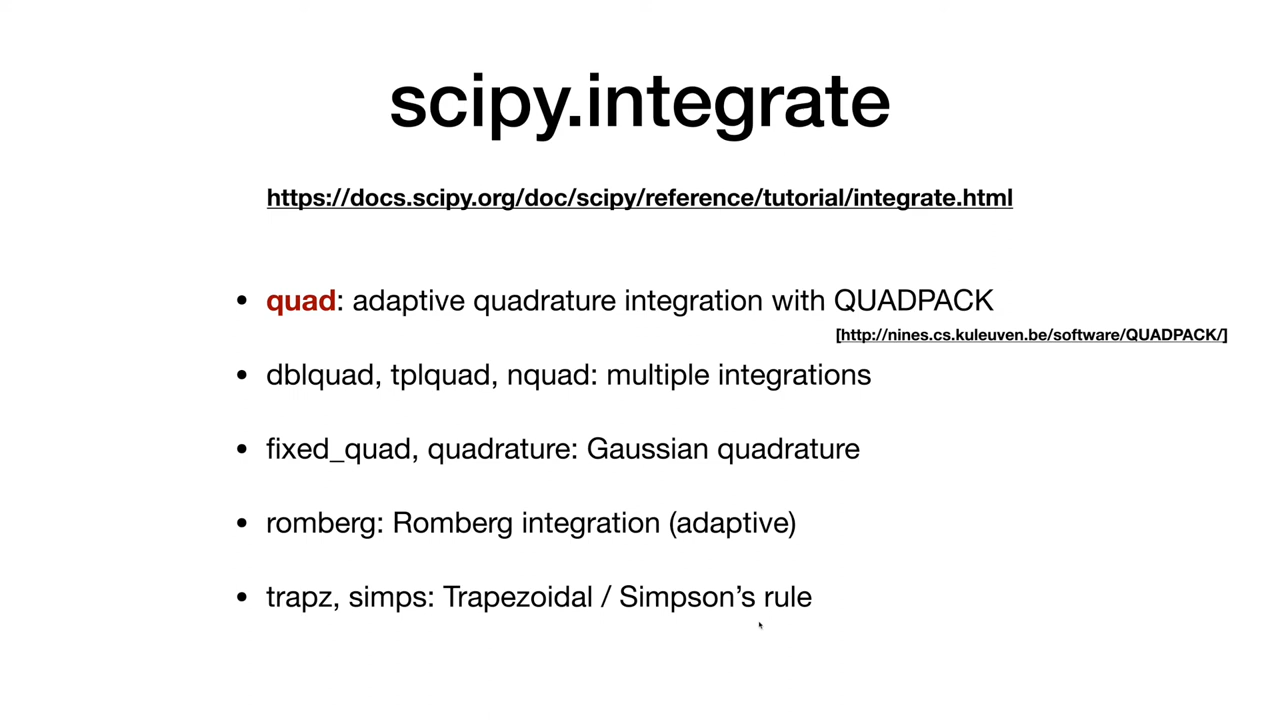 scipy.integrate
https://docs.scipy.org/doc/scipy/reference/tutorial/integrate.html
• quad: adaptive quadrature integration with QUADPACK
[http://nines.cs.kuleuven.be/software/QUADPACK/]
• dblquad, tplquad, nquad: multiple integrations
• fixed_quad, quadrature: Gaussian quadrature
• romberg: Romberg integration (adaptive)
• trapz, simps: Trapezoidal / Simpson’s rule